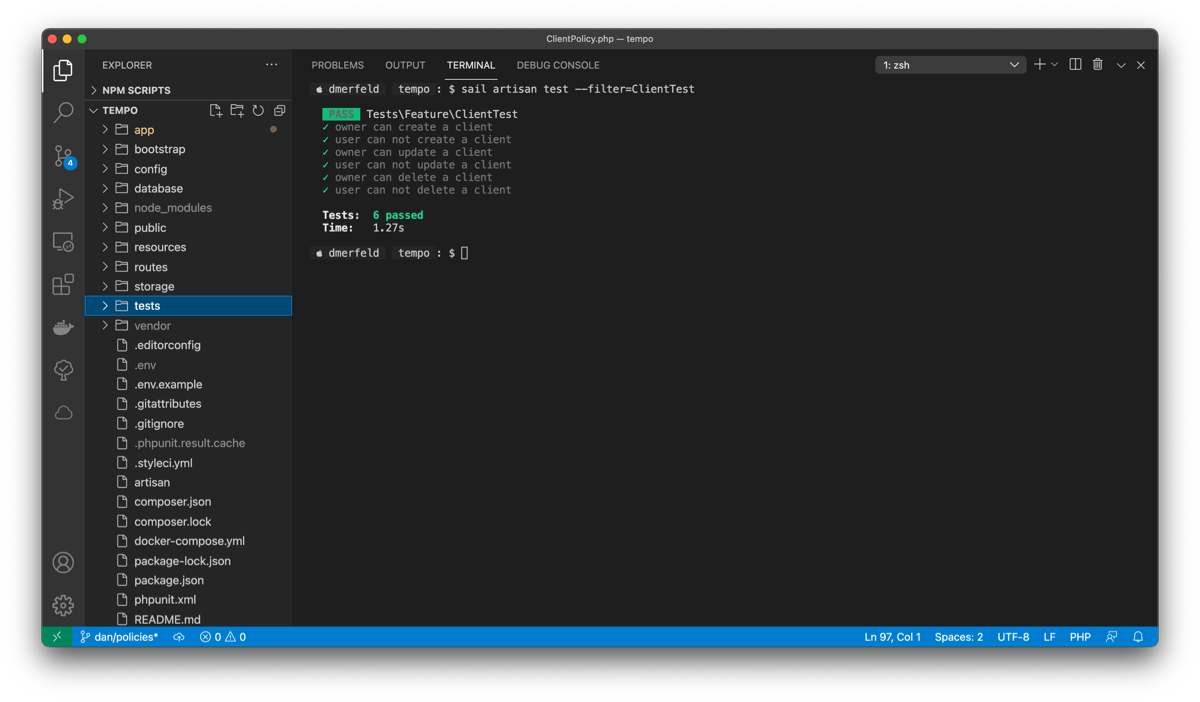 ClientPolicy.php — tempo
EXPLORER
NPM SCRIPTS
TEMPO
app
bootstrap
config
database
node_modules
public
resources
routes
storage
tests
vendor
.editorconfig
.env
.env.example
.gitattributes
.gitignore
.phpunit.result.cache
.styleci.yml
artisan
composer.json
composer.lock
docker-compose.yml
package-lock.json
package.json
phpunit.xml
README.md
4
PROBLEMS OUTPUT TERMINAL DEBUG CONSOLE
1: zsh
dmerfeld tempo : $ sail artisan test --filter=ClientTest
PASS Tests\Feature\ClientTest
✓ owner can create a client
✓ user can not create a client
✓ owner can update a client
✓ user can not update a client
✓ owner can delete a client
✓ user can not delete a client
Tests: 6 passed
Time: 1.27s
dmerfeld tempo : $
dan/policies* 0 0
Ln 97, Col 1 Spaces: 2 UTF-8 LF PHP